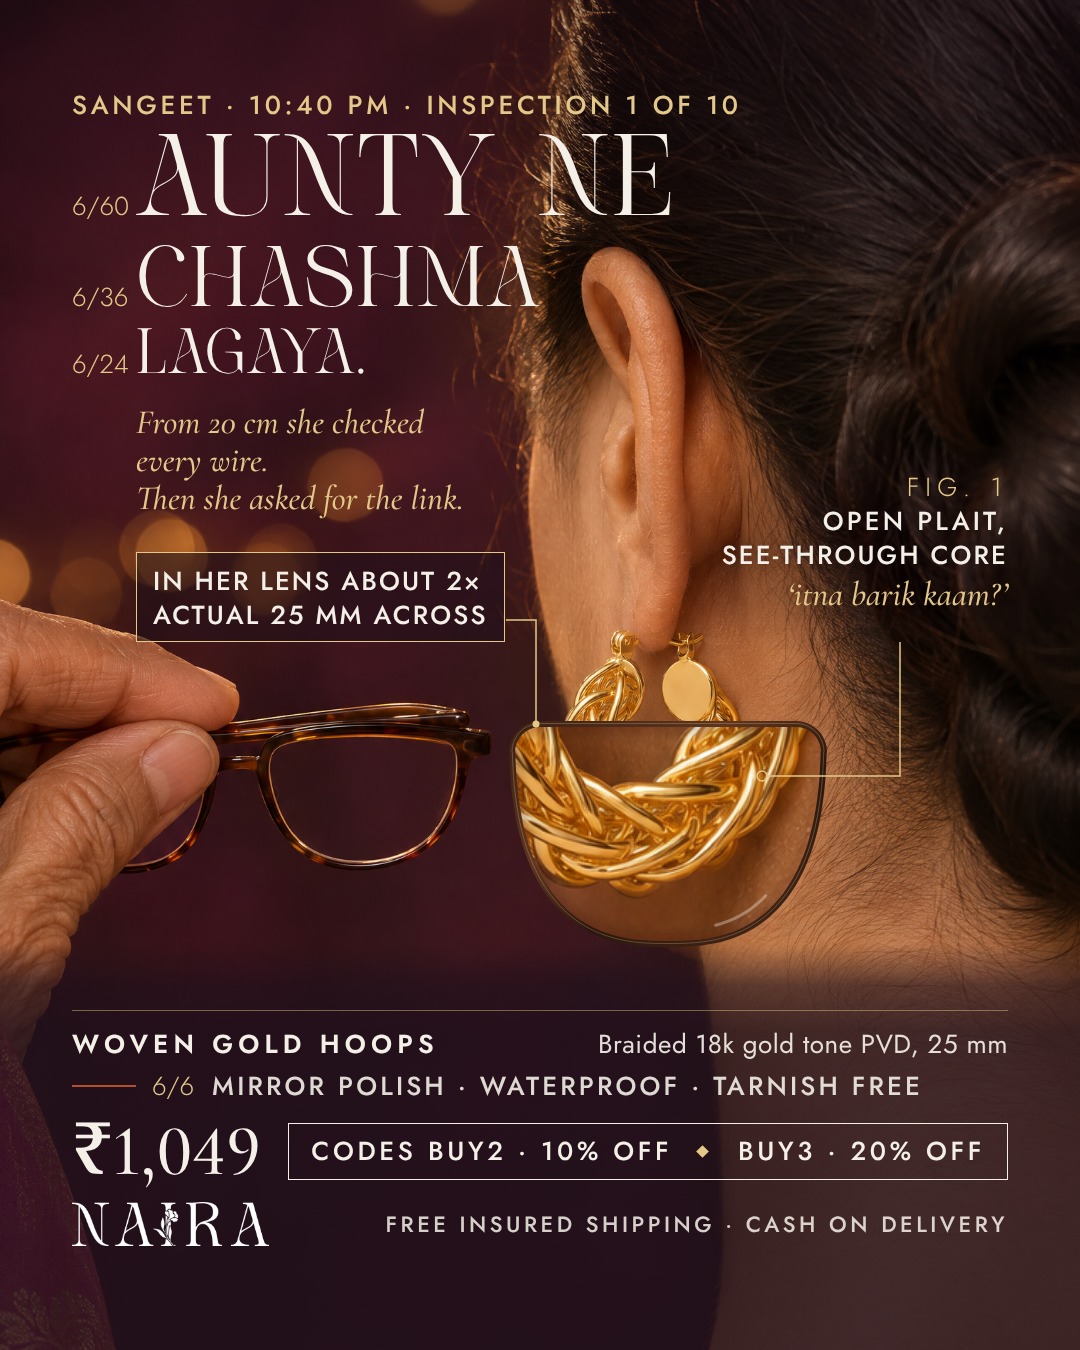 SANGEET · 10:40 PM · INSPECTION 1 OF 10
6/60 AUNTY NE
6/36 CHASHMA
6/24 LAGAYA.
From 20 cm she checked
every wire.
Then she asked for the link.
IN HER LENS ABOUT 2×
ACTUAL 25 MM ACROSS
FIG. 1
OPEN PLAIT,
SEE-THROUGH CORE
‘itna barik kaam?’
WOVEN GOLD HOOPS
Braided 18k gold tone PVD, 25 mm
6/6 MIRROR POLISH · WATERPROOF · TARNISH FREE
₹1,049
CODES BUY2 · 10% OFF ◆ BUY3 · 20% OFF
NAIRA
FREE INSURED SHIPPING · CASH ON DELIVERY